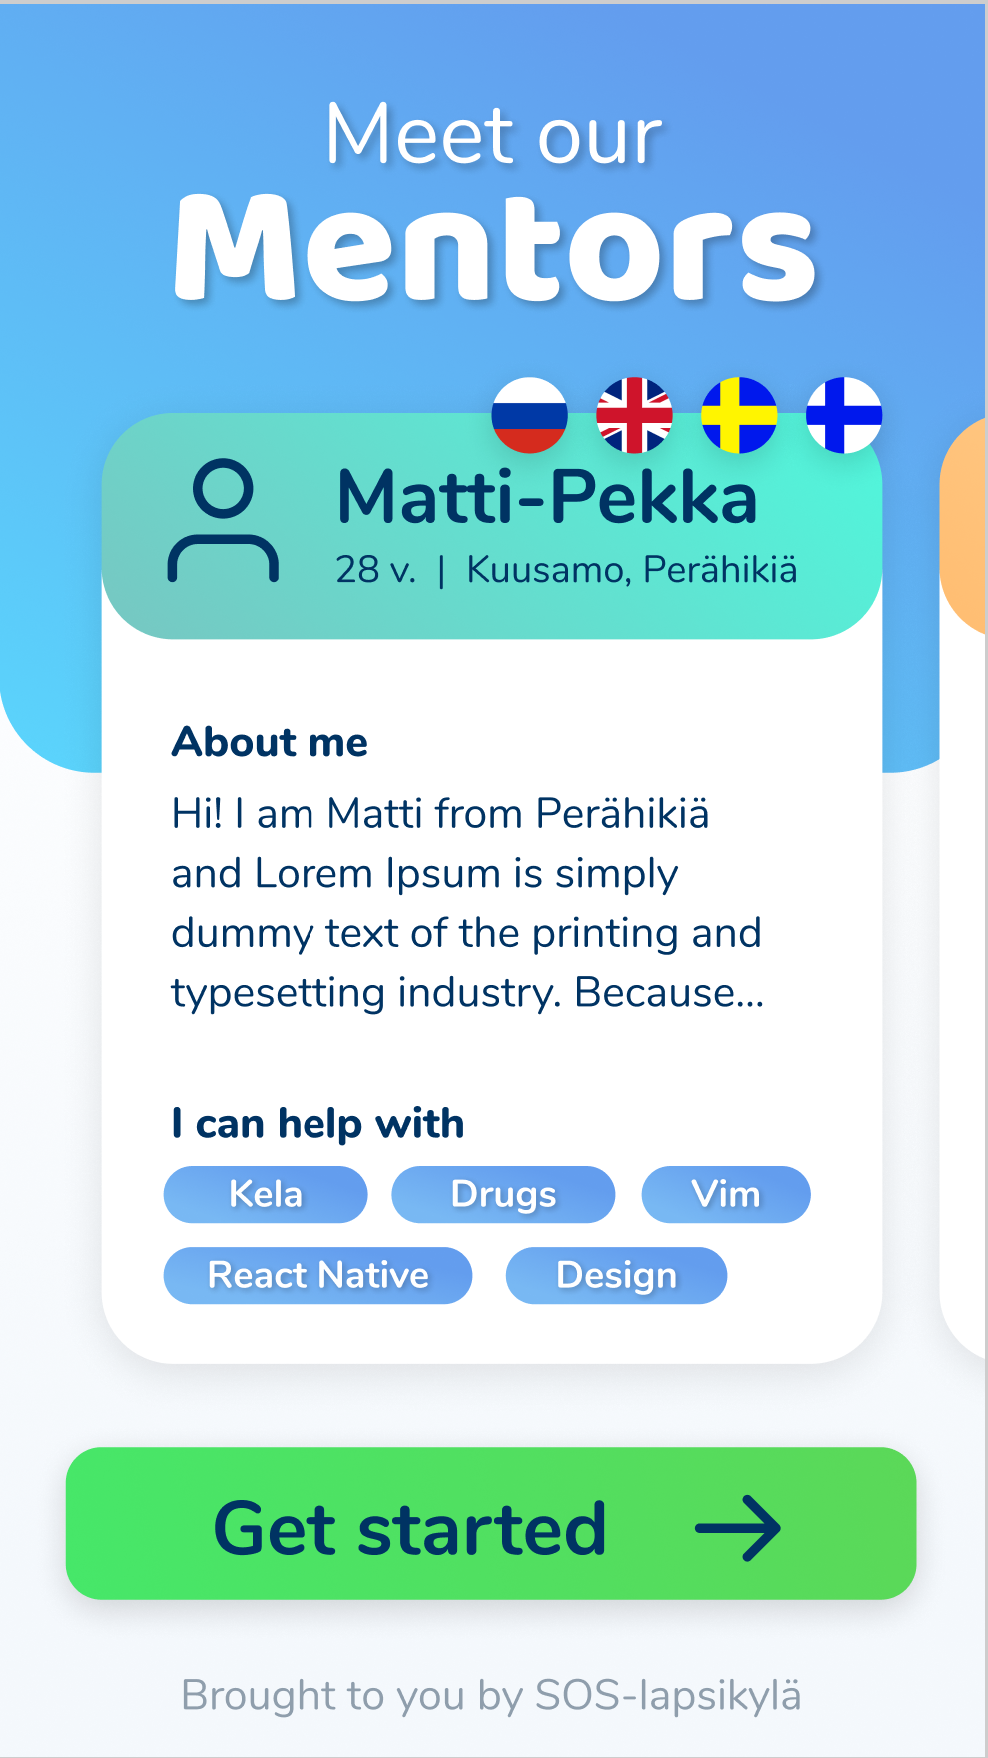 Meet our
Mentors
Matti-Pekka
28 v. | Kuusamo, Perähikiä
About me
Hi! I am Matti from Perähikiä
and Lorem Ipsum is simply
dummy text of the printing and
typesetting industry. Because...
I can help with
Kela Drugs Vim
React Native Design
Get started
Brought to you by SOS-lapsikylä